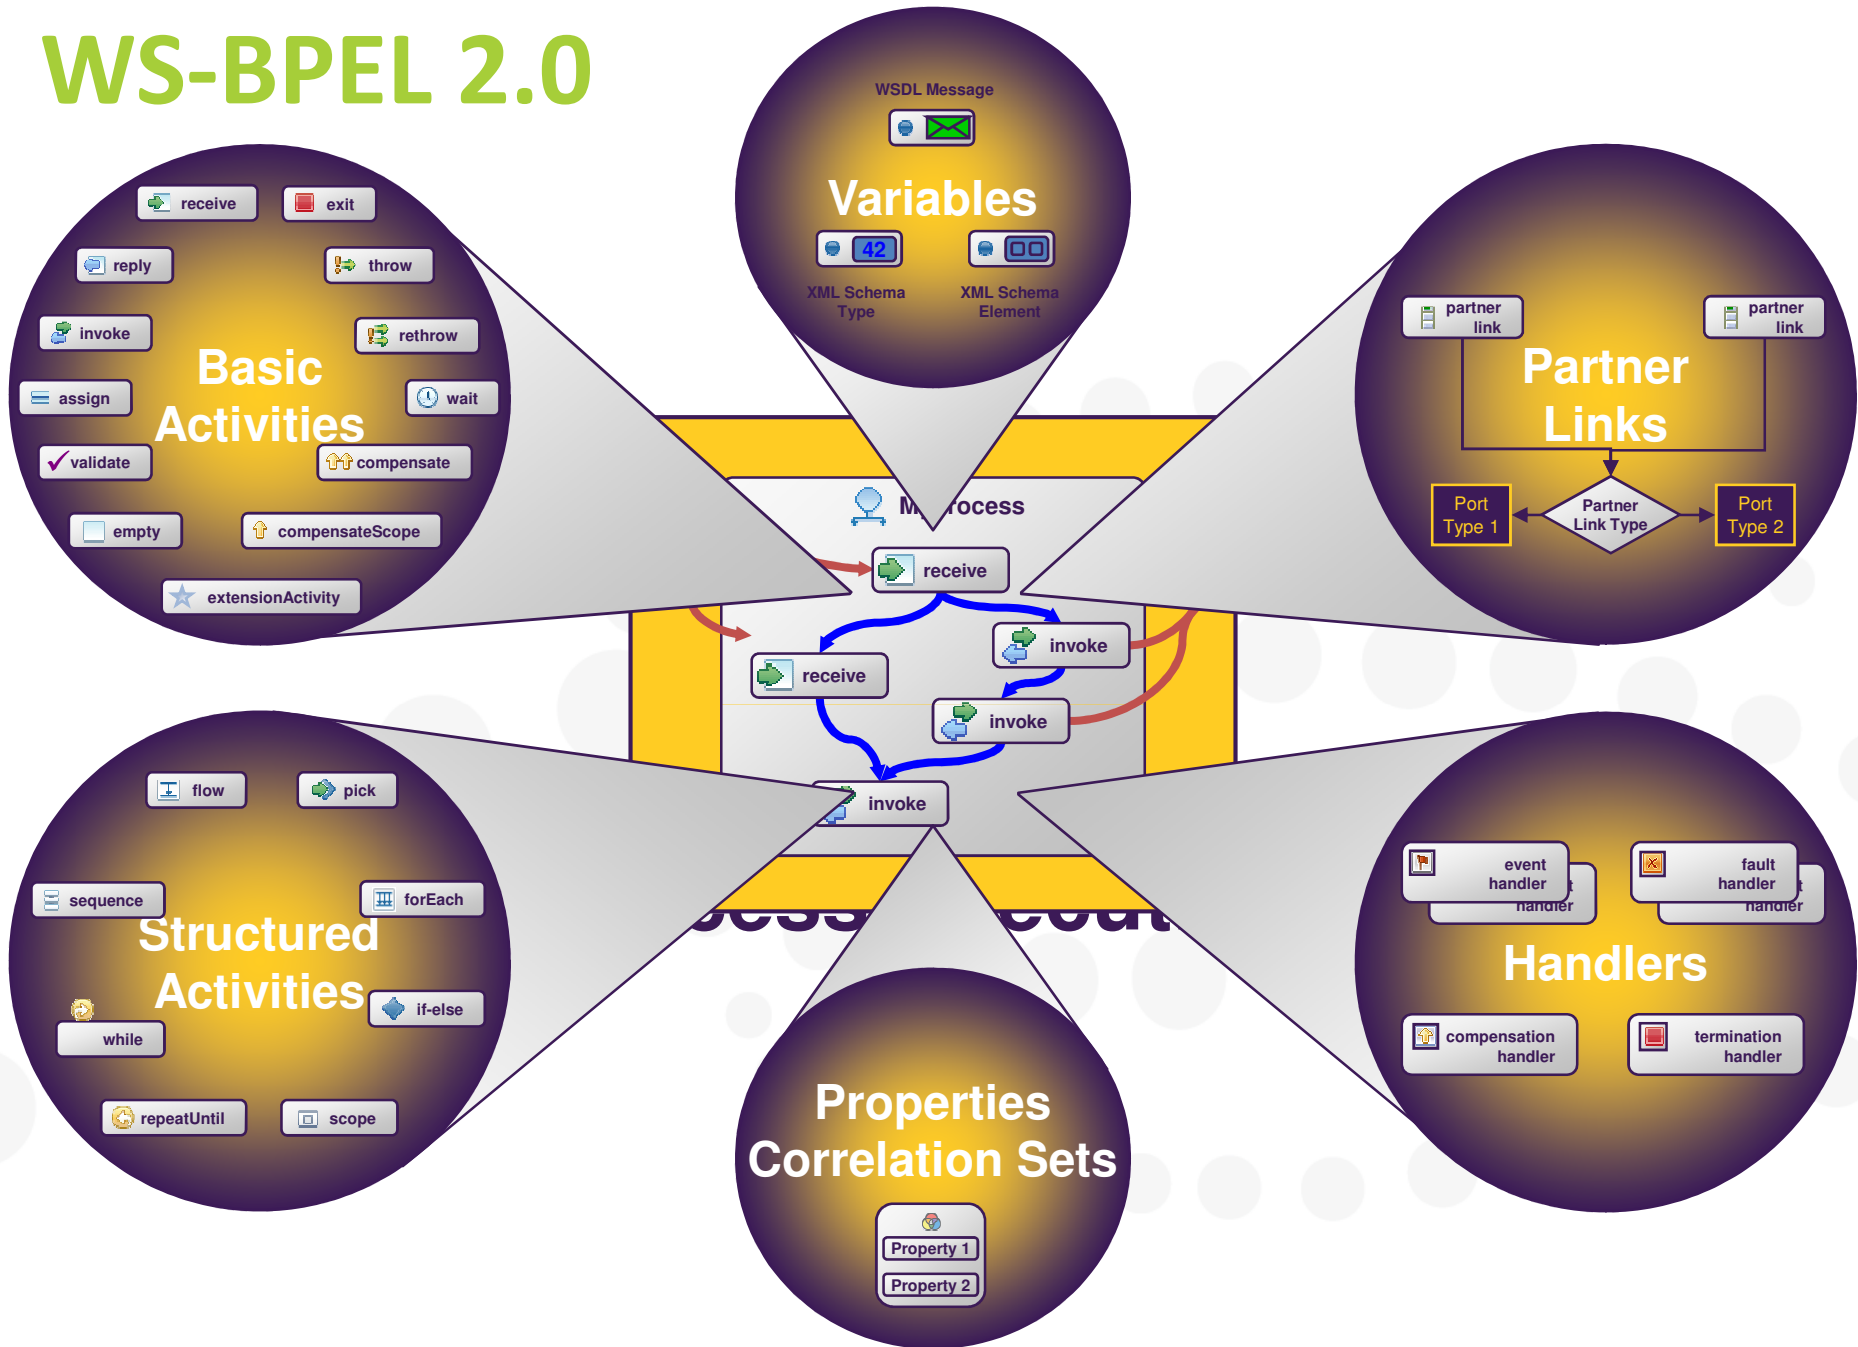 WS-BPEL 2.0
WSDL Message
Variables
42
XML Schema
Type
XML Schema
Element
receive
exit
reply
throw
invoke
rethrow
Basic
Activities
assign
wait
validate
compensate
empty
compensateScope
extensionActivity
partner
link
partner
link
Partner
Links
Port
Type 1
Partner
Link Type
Port
Type 2
receive
invoke
receive
invoke
invoke
flow
pick
sequence
forEach
Structured
Activities
if-else
while
repeatUntil
scope
event
handler
handler
fault
handler
handler
Handlers
compensation
handler
termination
handler
Properties
Correlation Sets
Property 1
Property 2